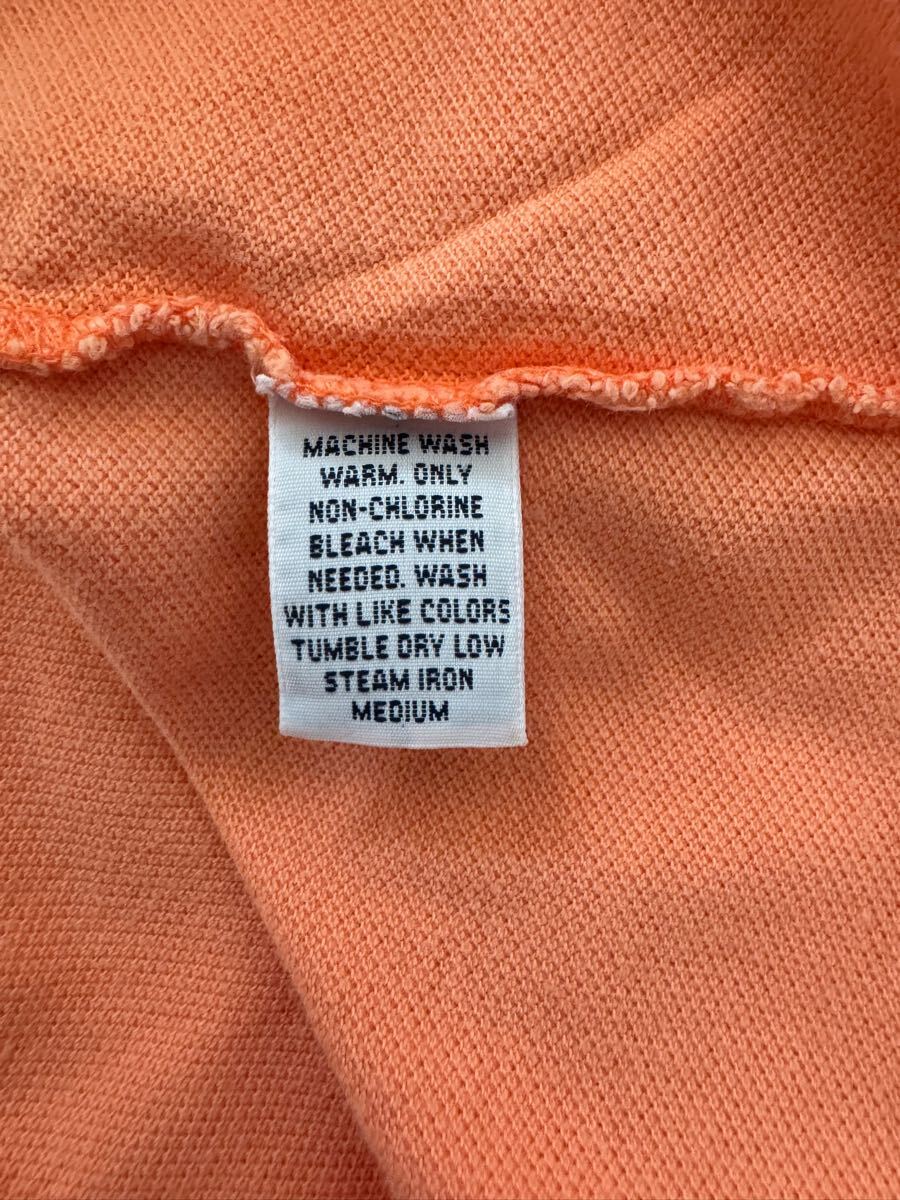 MACHINE WASH
WARM. ONLY
NON-CHLORINE
BLEACH WHEN
NEEDED. WASH
WITH LIKE COLORS
TUMBLE DRY LOW
STEAM IRON
MEDIUM